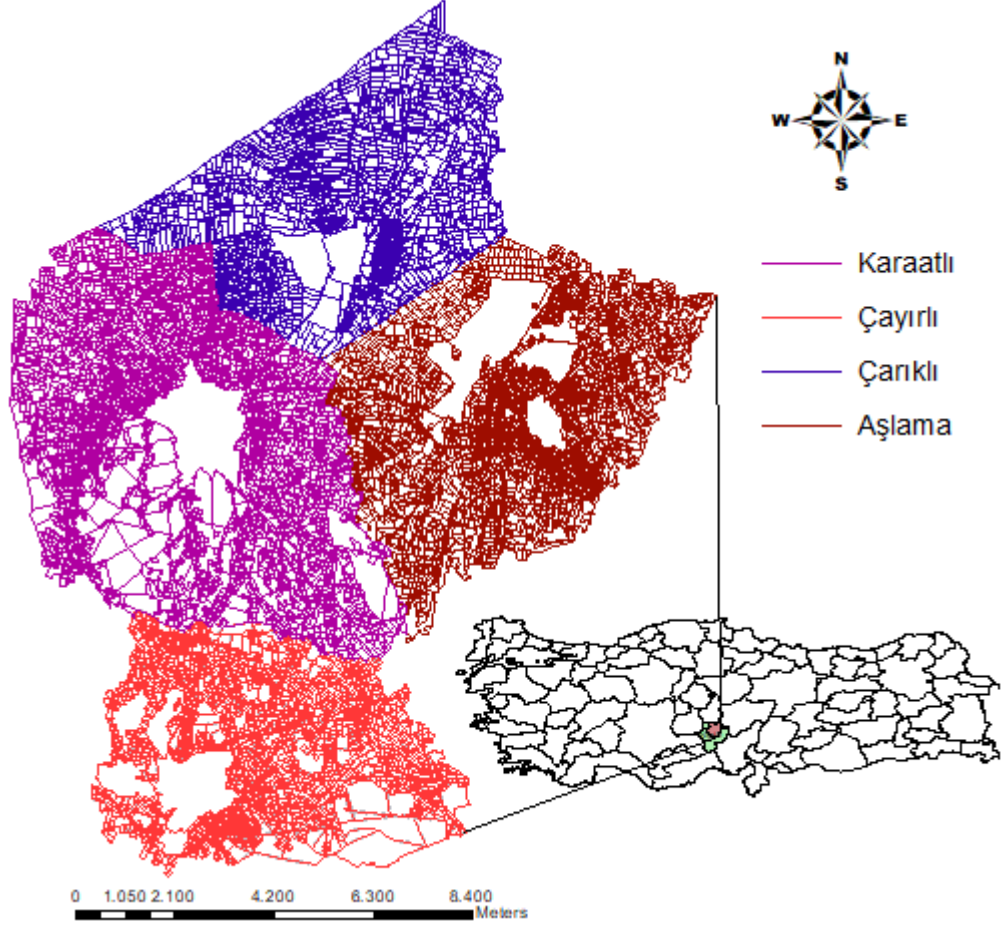 N
W E
S
Karaatlı
Çayırlı
Çarıklı
Aşlama
0 1.050 2.100 4.200 6.300 8.400
Meters